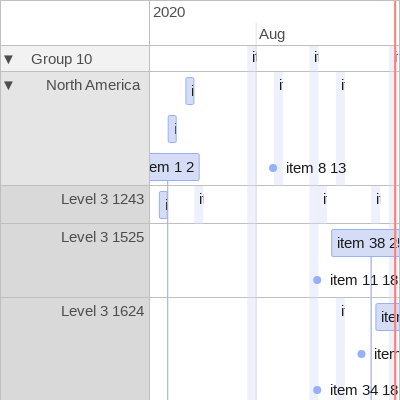 2020
Aug
▼ Group 10
▼ North America
em 1 2
item 8 13
Level 3 1243
Level 3 1525
item 38 2
item 11 18
Level 3 1624
item 34 18